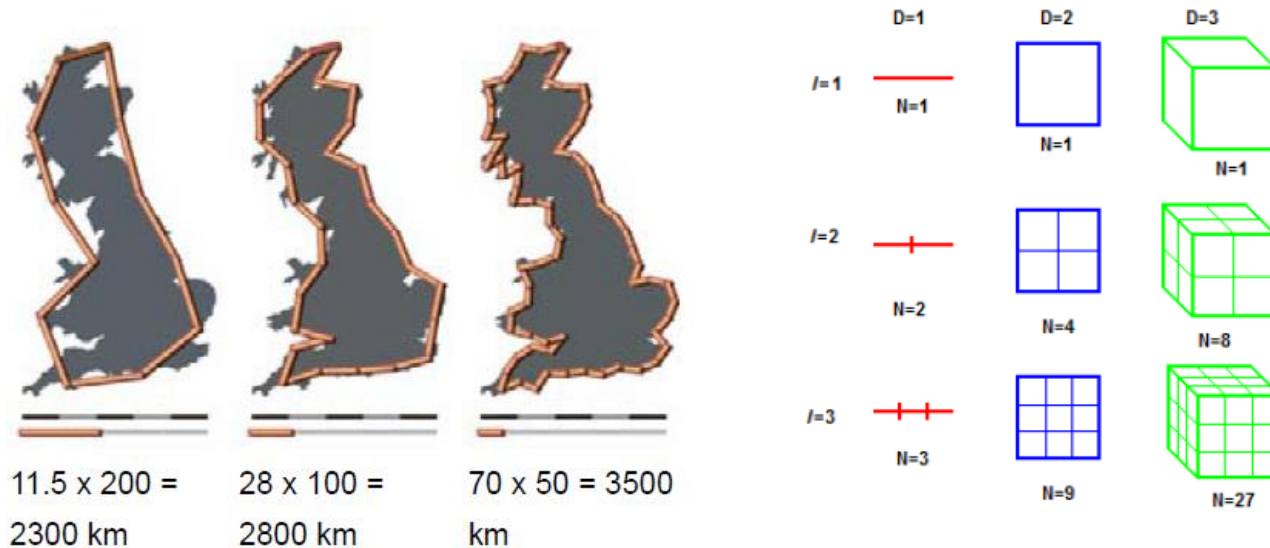 11.5 x 200 =
2300 km
28 x 100 =
2800 km
70 x 50 = 3500
km
D=1
D=2
D=3
l=1
N=1
N=1
N=1
l=2
N=2
N=4
N=8
l=3
N=3
N=9
N=27